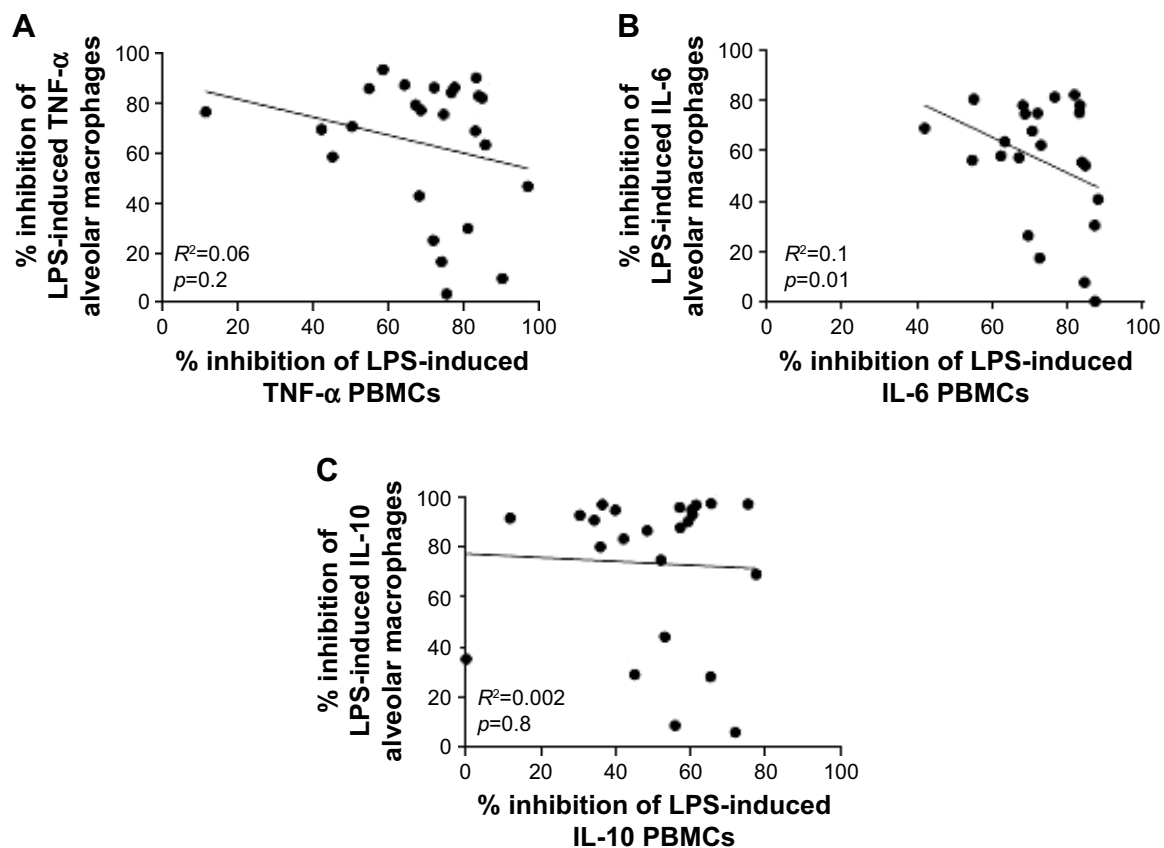 A
% inhibition of
LPS-induced TNF-α
alveolar macrophages
100
80
60
40
20
0
R²=0.06
p=0.2
0 20 40 60 80 100
% inhibition of LPS-induced
TNF-α PBMCs
B
% inhibition of
LPS-induced IL-6
alveolar macrophages
100
80
60
40
20
0
R²=0.1
p=0.01
0 20 40 60 80 100
% inhibition of LPS-induced
IL-6 PBMCs
C
% inhibition of
LPS-induced IL-10
alveolar macrophages
100
80
60
40
20
0
R²=0.002
p=0.8
0 20 40 60 80 100
% inhibition of LPS-induced
IL-10 PBMCs